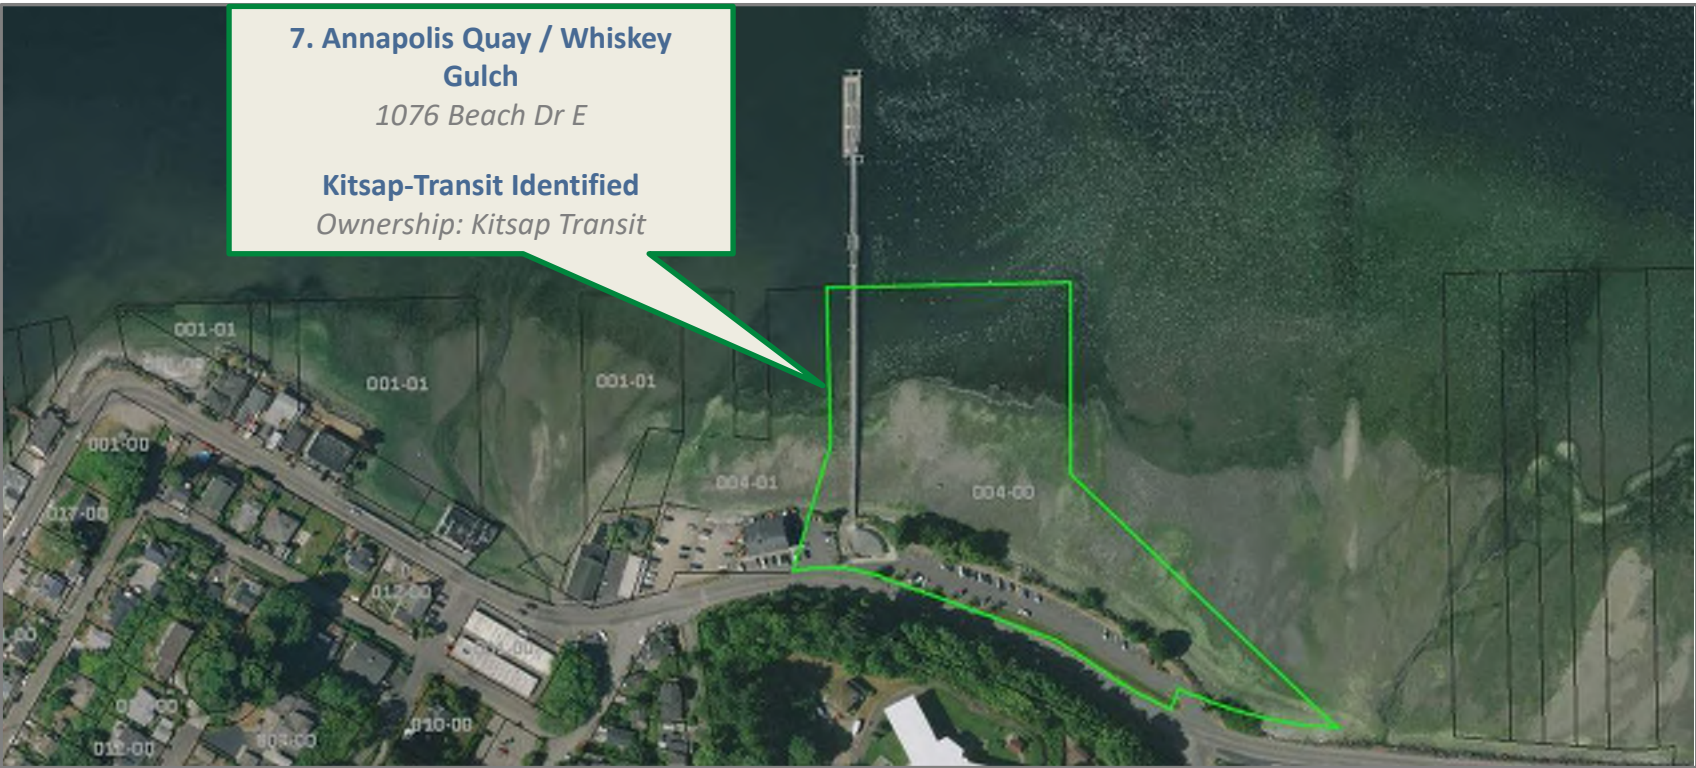 7. Annapolis Quay / Whiskey
Gulch
1076 Beach Dr E
Kitsap-Transit Identified
Ownership: Kitsap Transit
001-01
001-01
001-01
001-00
004-01
004-00
017-00
012-00
010-00
012-00